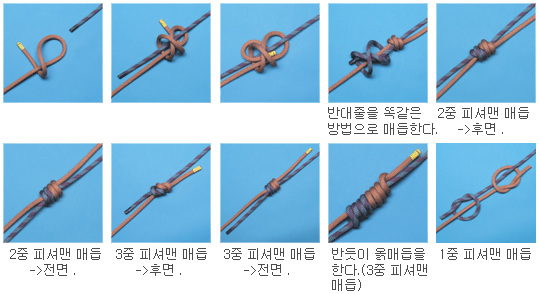 반대줄을 똑같은
방법으로 매듭한다.
2중 피셔맨 매듭
->후면 .
2중 피셔맨 매듭
->전면 .
3중 피셔맨 매듭
->후면 .
3중 피셔맨 매듭
->전면 .
반듯이 옭매듭을
한다.(3중 피셔맨
매듭)
1중 피셔맨 매듭